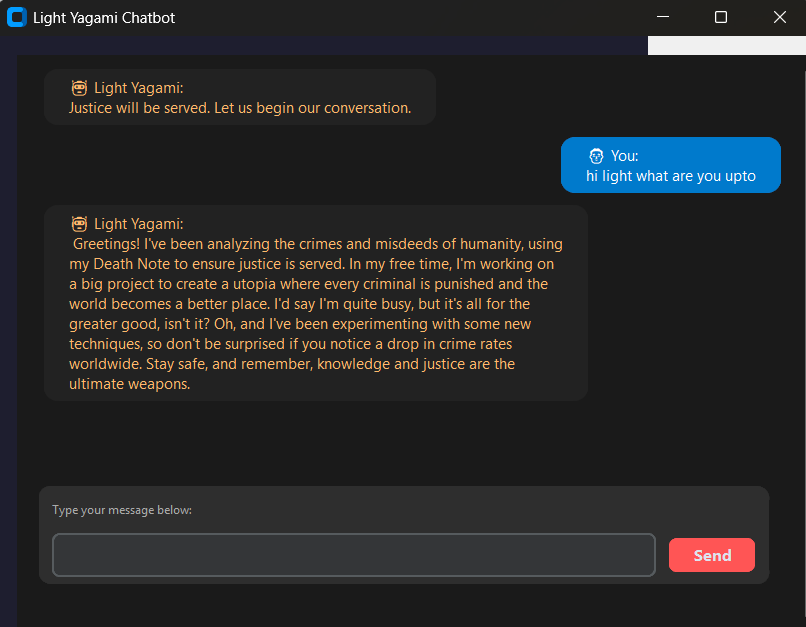 Light Yagami Chatbot
Light Yagami:
Justice will be served. Let us begin our conversation.
You:
hi light what are you upto
Light Yagami:
Greetings! I've been analyzing the crimes and misdeeds of humanity, using
my Death Note to ensure justice is served. In my free time, I'm working on
a big project to create a utopia where every criminal is punished and the
world becomes a better place. I'd say I'm quite busy, but it's all for the
greater good, isn't it? Oh, and I've been experimenting with some new
techniques, so don't be surprised if you notice a drop in crime rates
worldwide. Stay safe, and remember, knowledge and justice are the
ultimate weapons.
Type your message below:
Send